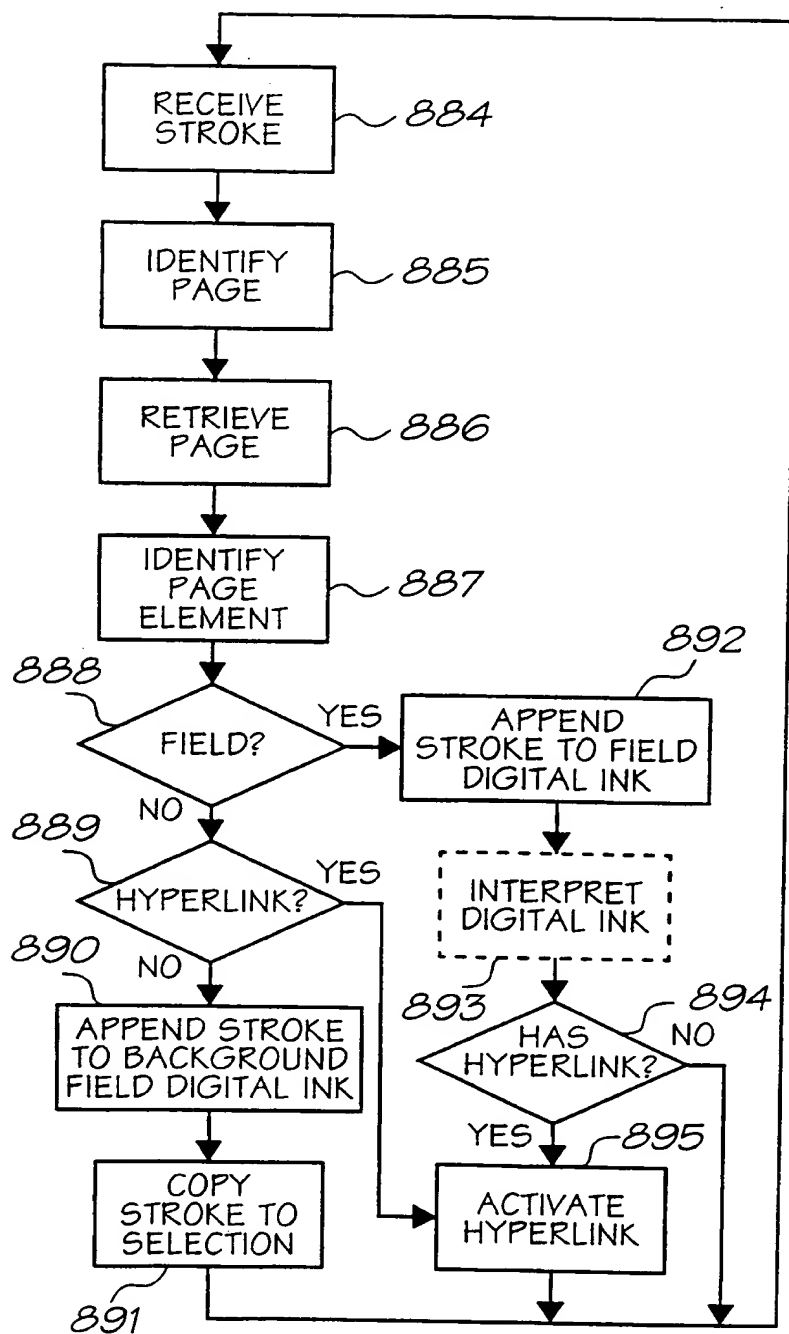 RECEIVE
STROKE
884
IDENTIFY
PAGE
885
RETRIEVE
PAGE
886
IDENTIFY
PAGE
ELEMENT
887
888
FIELD?
YES
NO
892
APPEND
STROKE TO FIELD
DIGITAL INK
889
HYPERLINK?
YES
NO
INTERPRET
DIGITAL INK
893
890
APPEND STROKE
TO BACKGROUND
FIELD DIGITAL INK
894
HAS
HYPERLINK?
NO
YES
895
COPY
STROKE TO
SELECTION
891
ACTIVATE
HYPERLINK